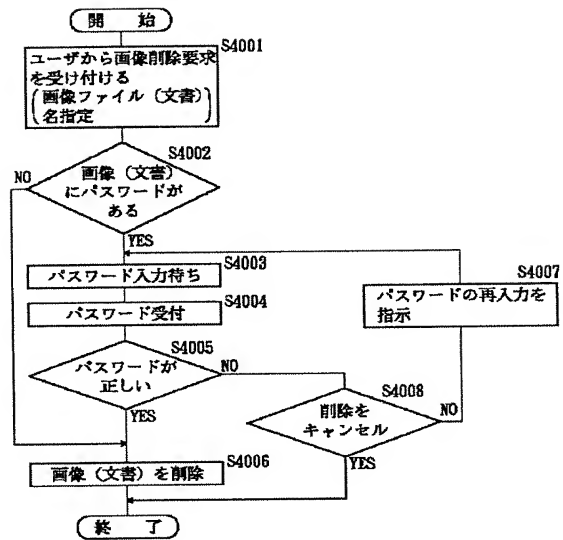 開 始
S4001
ユーザから画像削除要求
を受け付ける
(画像ファイル(文書)
名指定)
S4002
NO
画像(文書)
にパスワードが
ある
YES
S4003
パスワード入力待ち
S4007
パスワードの再入力を
指示
S4004
パスワード受付
S4005
パスワードが
正しい
NO
YES
S4008
削除を
キャンセル
NO
YES
S4006
画像(文書)を削除
終 了